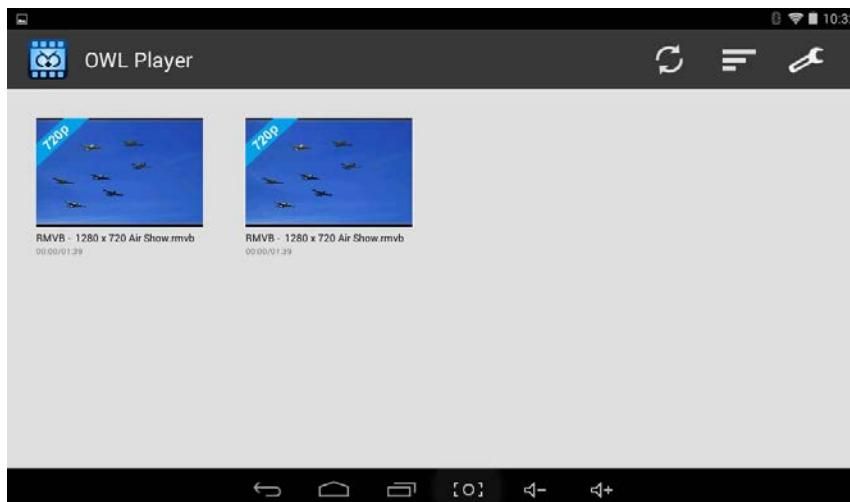 10:3
OWL Player
720p
720p
RMVB - 1280 x 720 Air Show.rmvb
00:00/01:39
RMVB - 1280 x 720 Air Show.rmvb
00:00/01:39